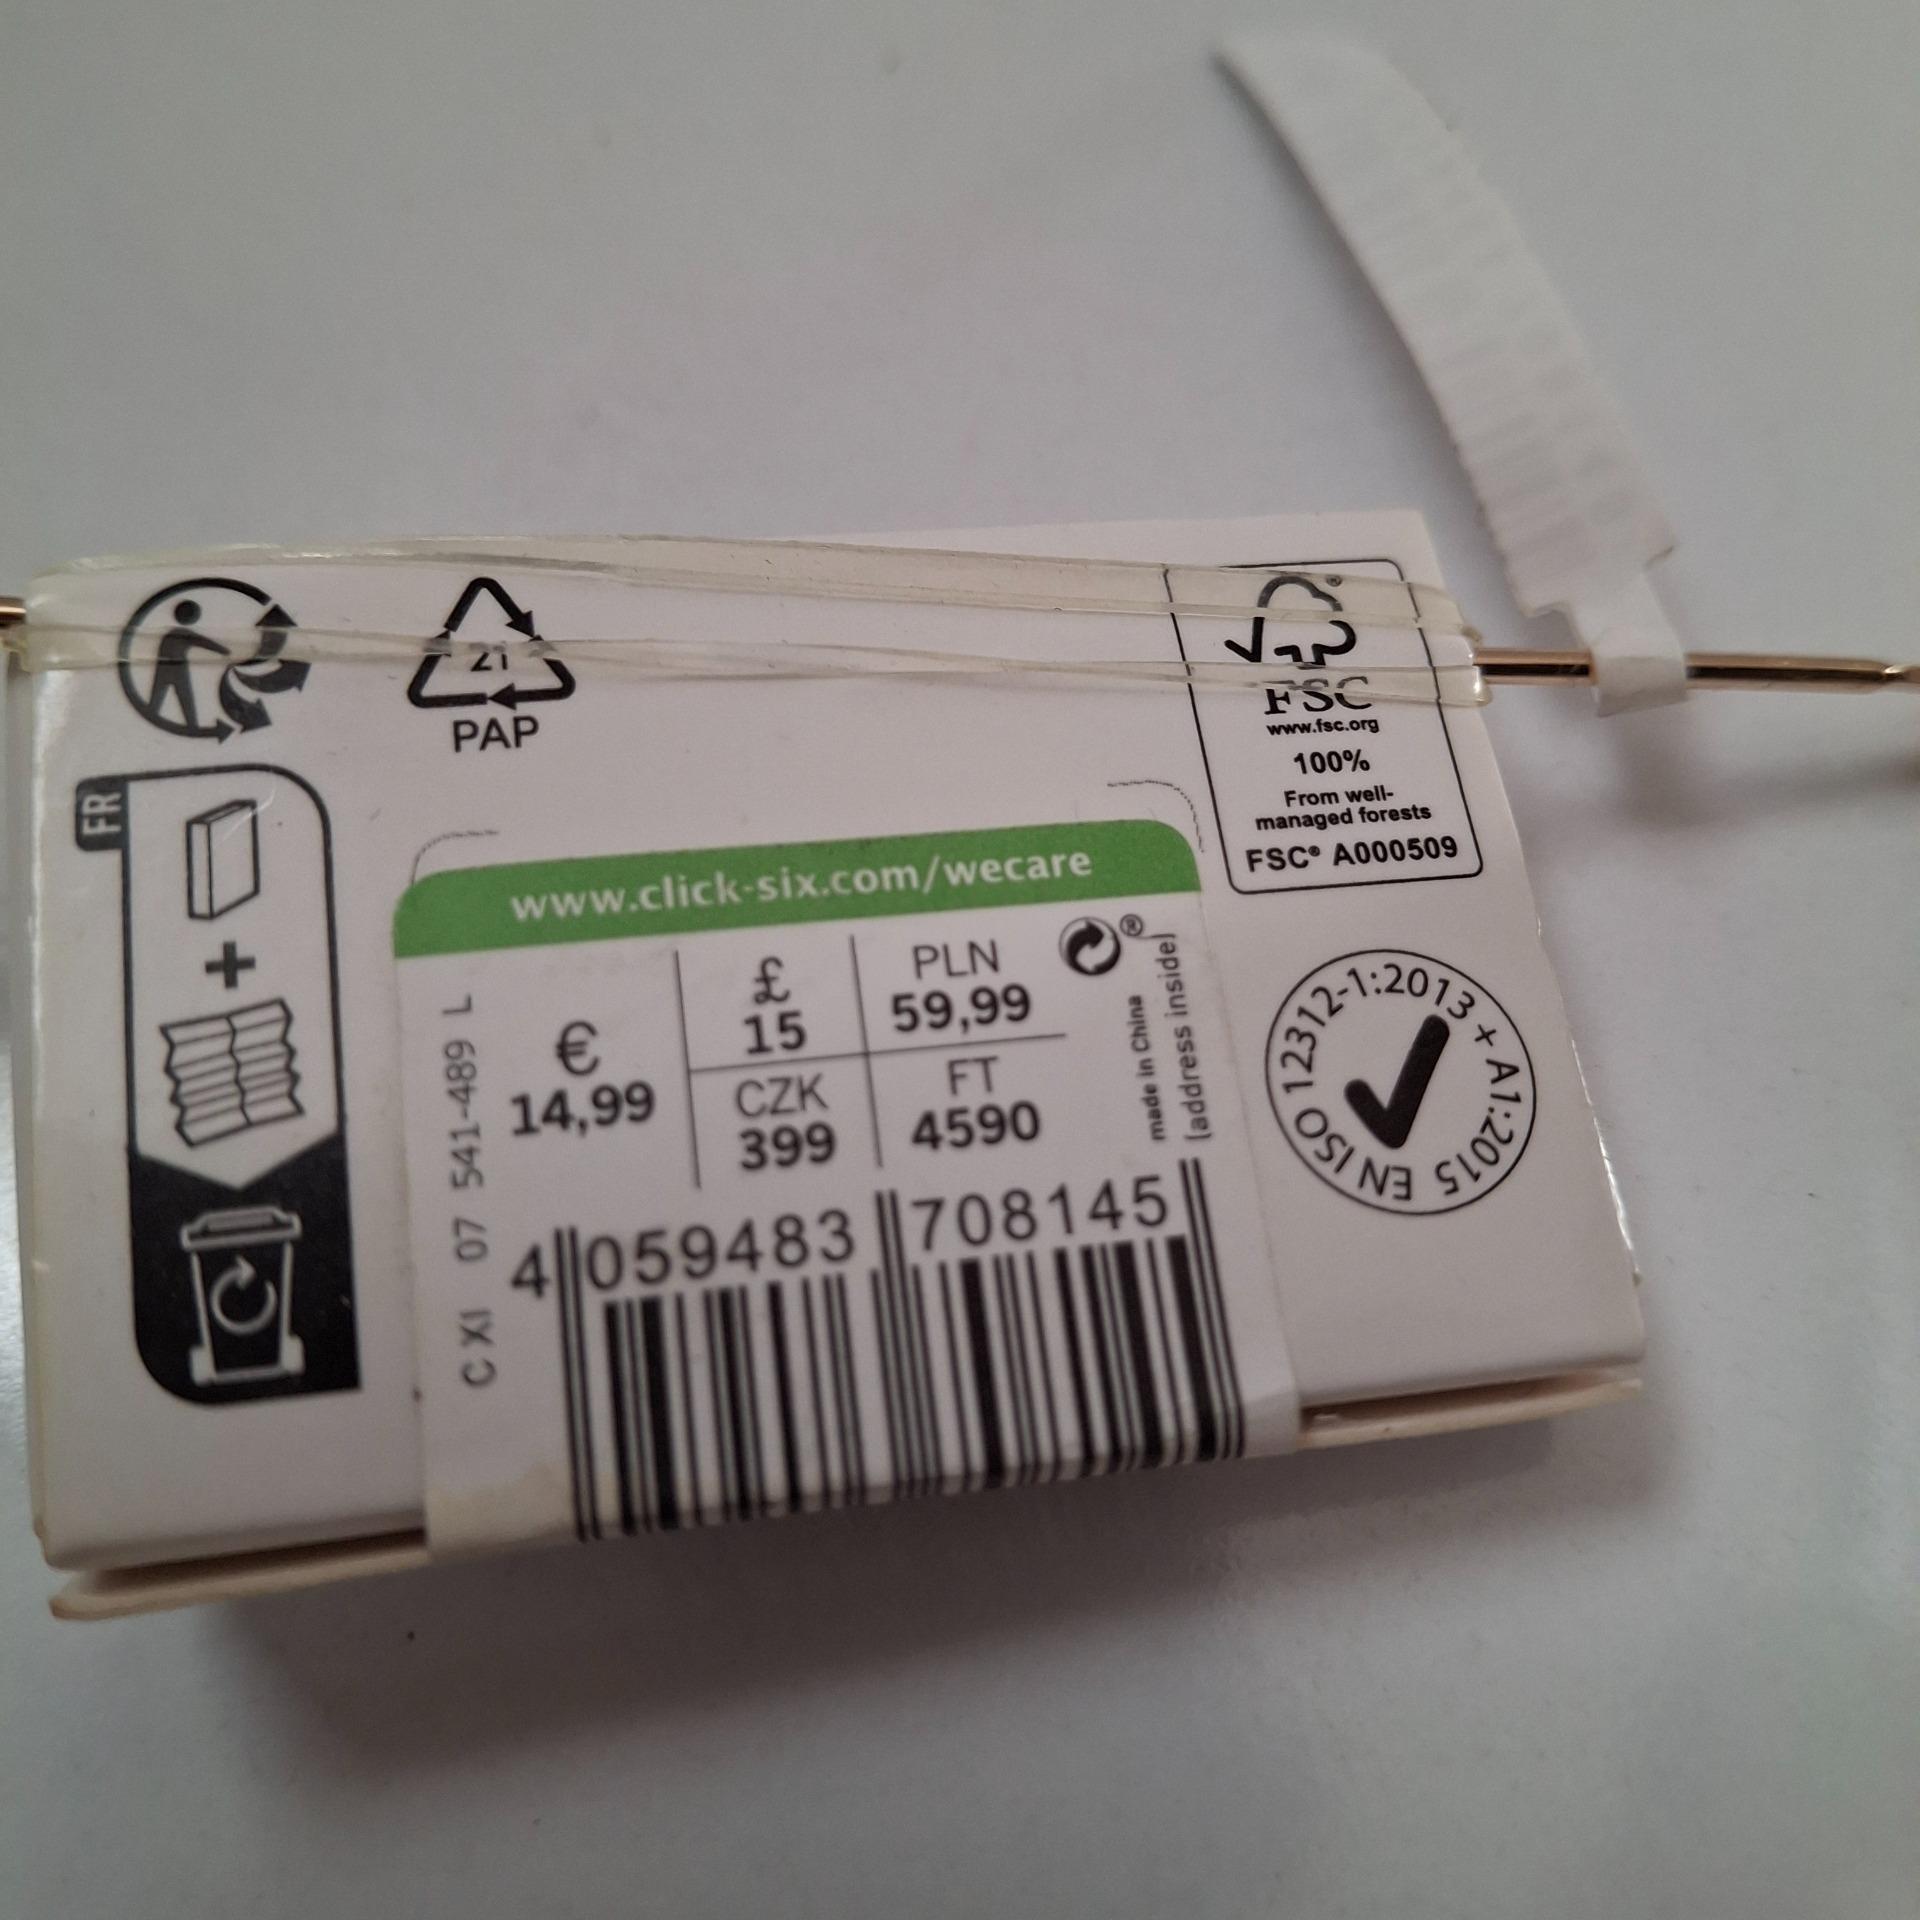 21
PAP
FSC
www.fsc.org
100%
From well-
managed forests
FSC® A000509
FR
www.click-six.com/wecare
€
14,99
£
15
PLN
59,99
CZK
399
FT
4590
®
made in China
[address inside]
C XI 07 541-489 L
4 059483 708145
EN ISO 12312-1:2013 + A1:2015